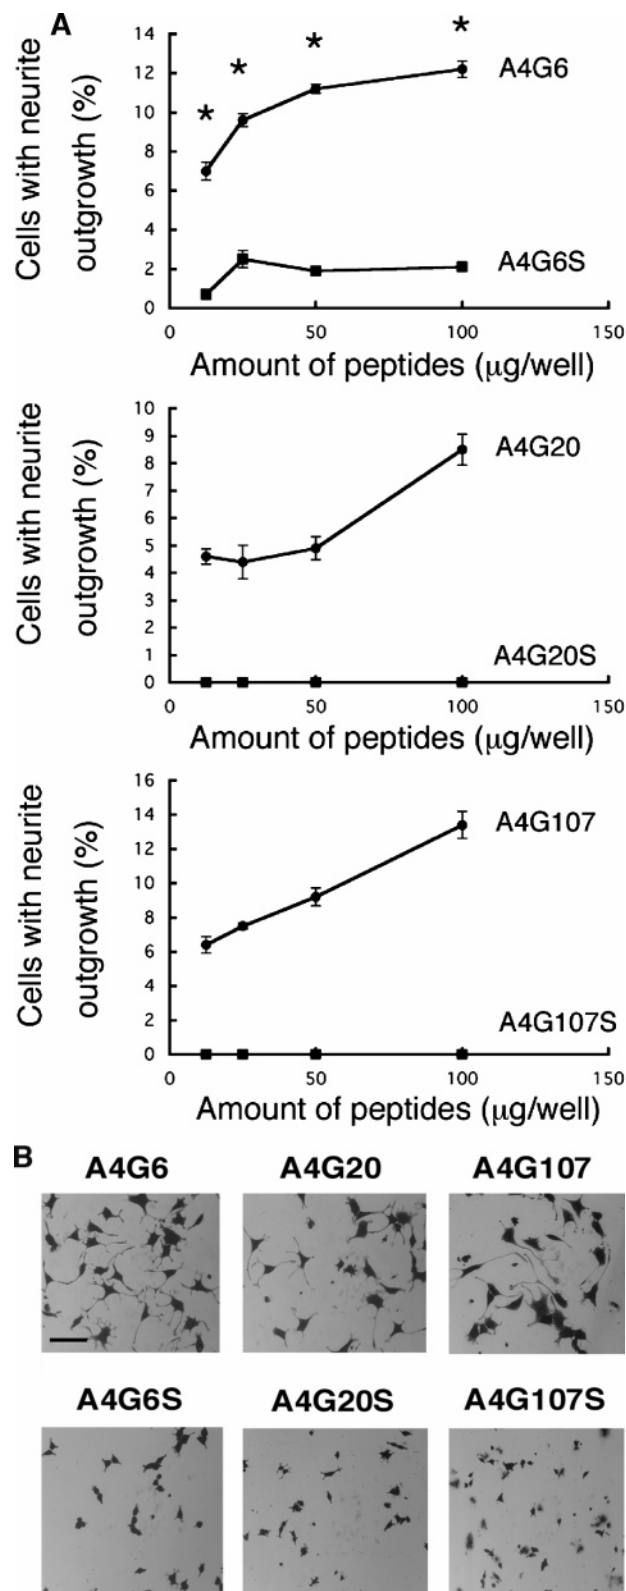 A
Cells with neurite
outgrowth (%)
14
12
10
8
6
4
2
0
* * * *
A4G6
A4G6S
0 50 100 150
Amount of peptides (μg/well)
Cells with neurite
outgrowth (%)
10
9
8
7
6
5
4
3
2
1
0
A4G20
A4G20S
0 50 100 150
Amount of peptides (μg/well)
Cells with neurite
outgrowth (%)
16
14
12
10
8
6
4
2
0
A4G107
A4G107S
0 50 100 150
Amount of peptides (μg/well)
B
A4G6 A4G20 A4G107
A4G6S A4G20S A4G107S